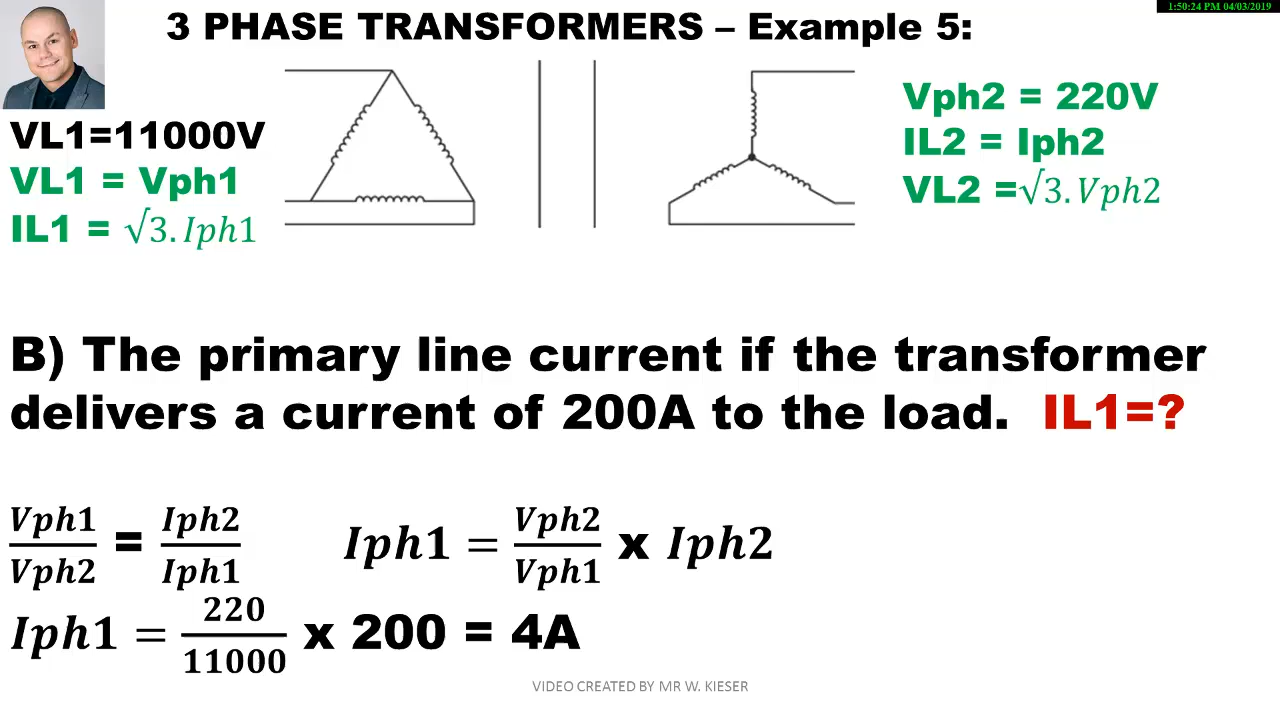 1:50:24 PM 04/03/2019
3 PHASE TRANSFORMERS – Example 5:
VL1=11000V
VL1 = Vph1
IL1 = √3.Iph1
Vph2 = 220V
IL2 = Iph2
VL2 =√3.Vph2
B) The primary line current if the transformer
delivers a current of 200A to the load. IL1=?
Vph1/Vph2 = Iph2/Iph1 Iph1 = Vph2/Vph1 x Iph2
Iph1 = 220/11000 x 200 = 4A
VIDEO CREATED BY MR W. KIESER